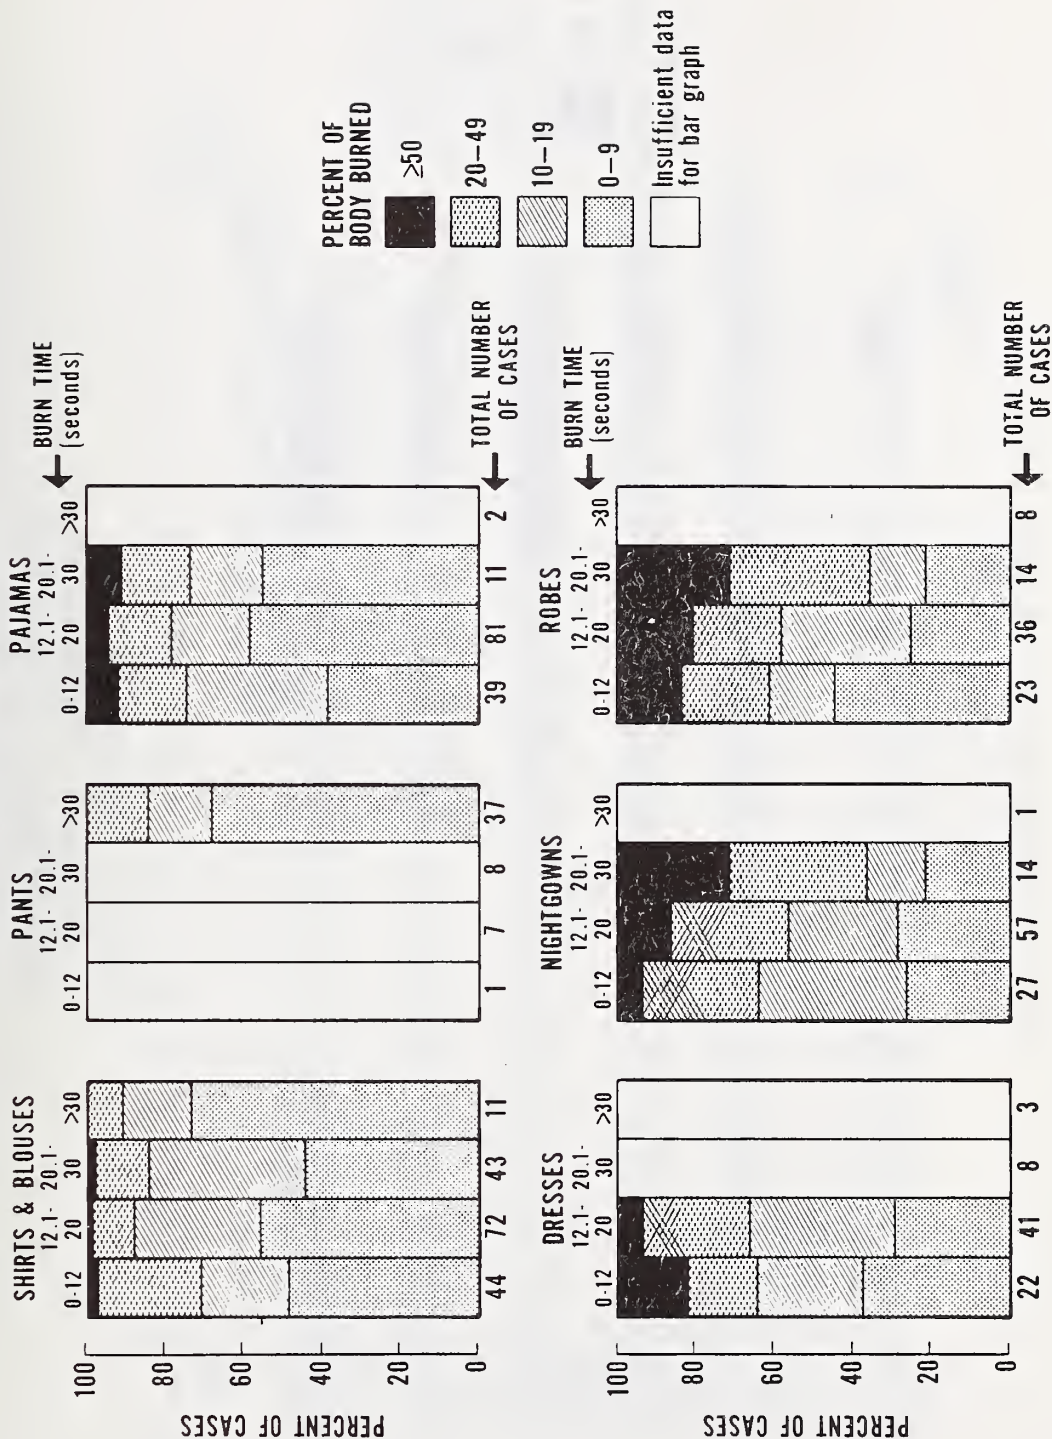 SHIRTS & BLOUSES
0-12 12.1-20 20.1-30 >30
PANTS
0-12 12.1-20 20.1-30 >30
PAJAMAS
0-12 12.1-20 20.1-30 >30
BURN TIME
(seconds)
PERCENT OF CASES
100
80
60
40
20
0
44 72 43 11
1 7 8 37
39 81 11 2
TOTAL NUMBER
OF CASES
DRESSES
0-12 12.1-20 20.1-30 >30
NIGHTGOWNS
0-12 12.1-20 20.1-30 >30
ROBES
0-12 12.1-20 20.1-30 >30
BURN TIME
(seconds)
PERCENT OF CASES
100
80
60
40
20
0
22 41 8 3
27 57 14 1
23 36 14 8
TOTAL NUMBER
OF CASES
PERCENT OF
BODY BURNED
≥50
20–49
10–19
0–9
Insufficient data
for bar graph